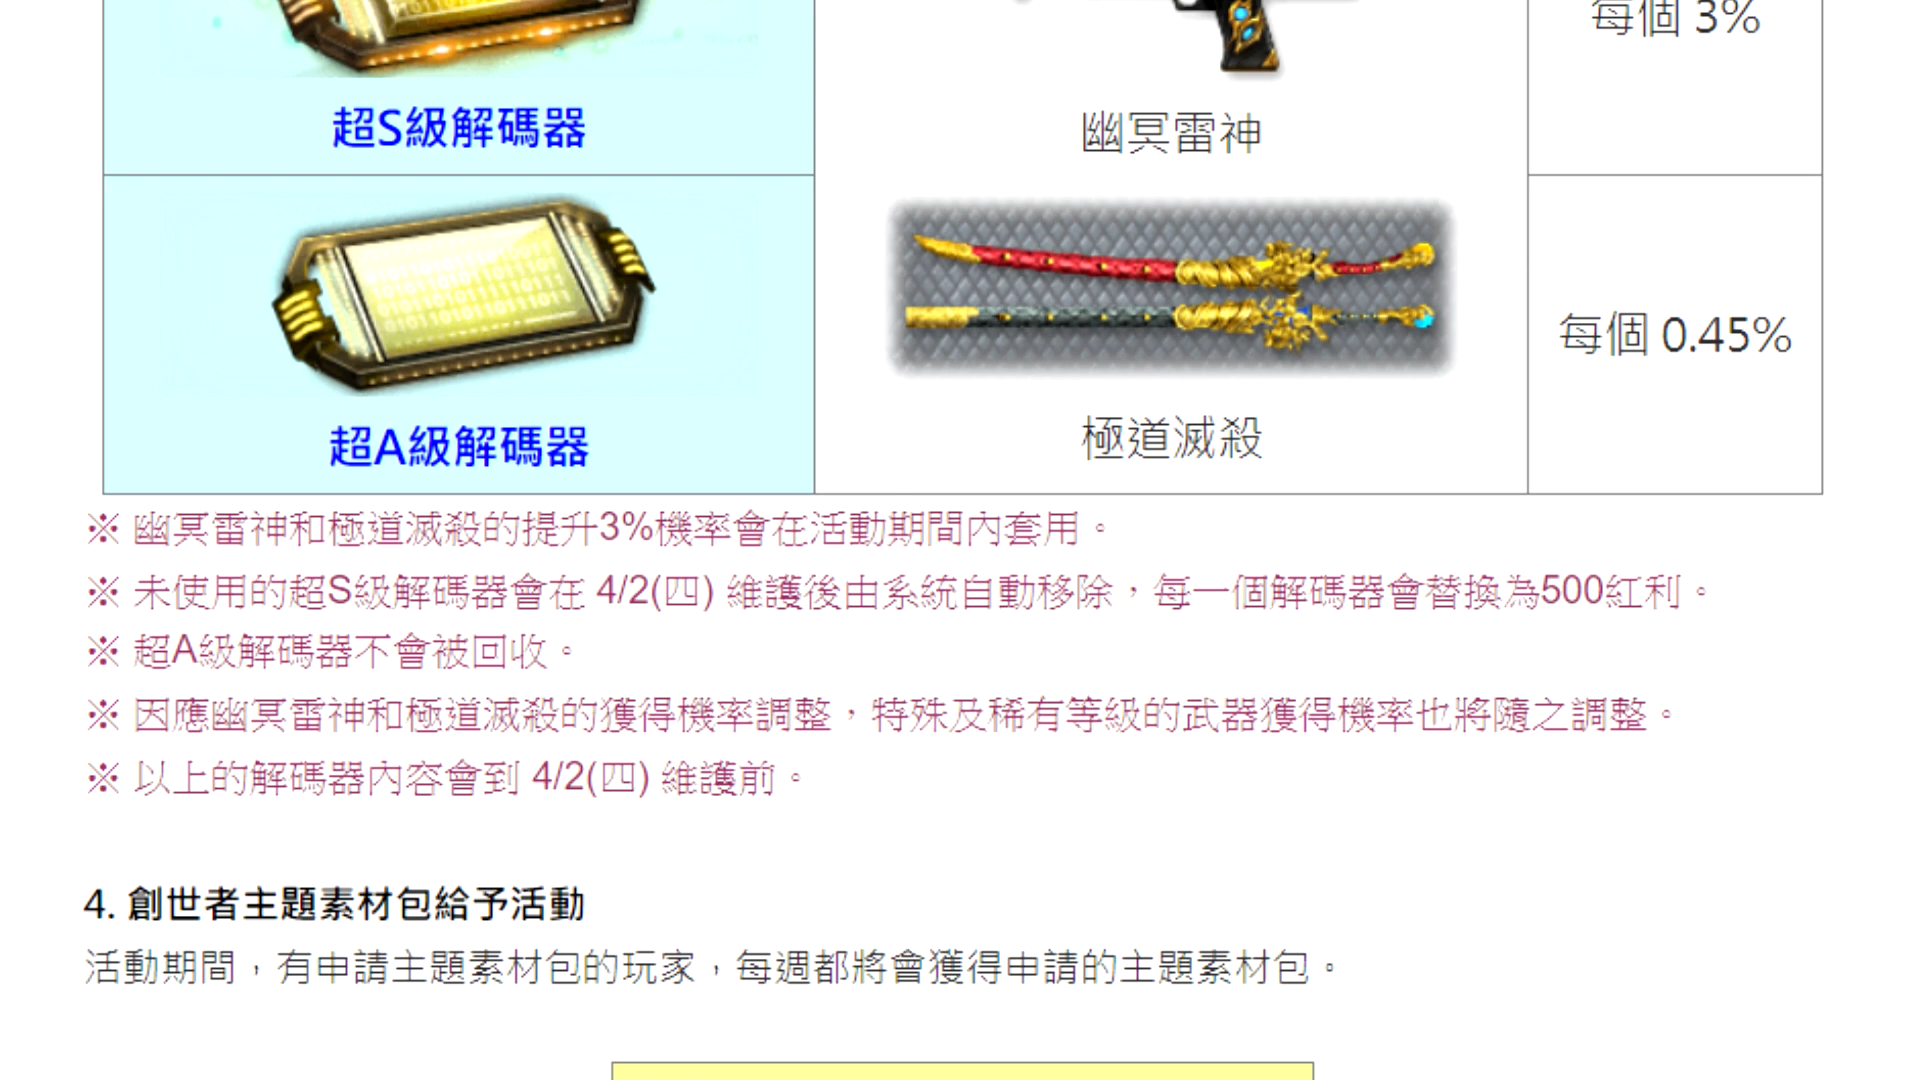 每個 3%
超S級解碼器
幽冥雷神
每個 0.45%
超A級解碼器
極道滅殺
※ 幽冥雷神和極道滅殺的提升3%機率會在活動期間內套用。
※ 未使用的超S級解碼器會在 4/2(四) 維護後由系統自動移除，每一個解碼器會替換為500紅利。
※ 超A級解碼器不會被回收。
※ 因應幽冥雷神和極道滅殺的獲得機率調整，特殊及稀有等級的武器獲得機率也將隨之調整。
※ 以上的解碼器內容會到 4/2(四) 維護前。
4. 創世者主題素材包給予活動
活動期間，有申請主題素材包的玩家，每週都將會獲得申請的主題素材包。